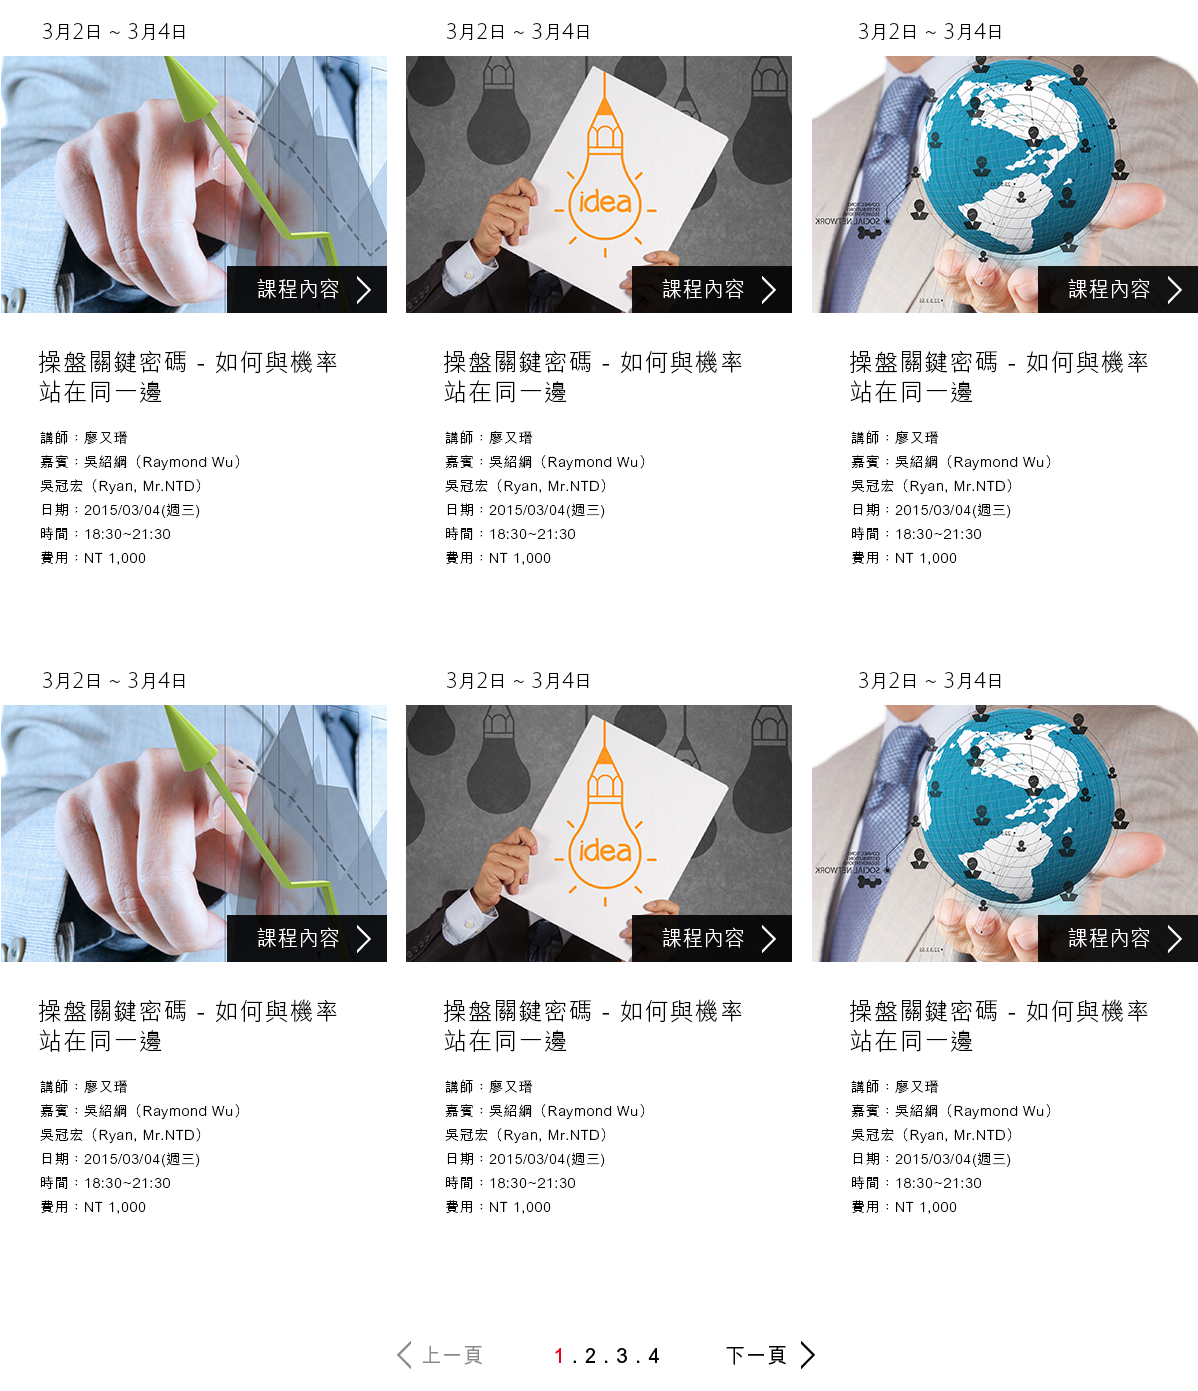 3月2日 ~ 3月4日
3月2日 ~ 3月4日
3月2日 ~ 3月4日
課程內容
idea
課程內容
SOCIAL NETWORK
課程內容
操盤關鍵密碼 - 如何與機率
站在同一邊
講師：廖又瑨
嘉賓：吳紹綱（Raymond Wu）
吳冠宏（Ryan, Mr.NTD）
日期：2015/03/04(週三)
時間：18:30~21:30
費用：NT 1,000
操盤關鍵密碼 - 如何與機率
站在同一邊
講師：廖又瑨
嘉賓：吳紹綱（Raymond Wu）
吳冠宏（Ryan, Mr.NTD）
日期：2015/03/04(週三)
時間：18:30~21:30
費用：NT 1,000
操盤關鍵密碼 - 如何與機率
站在同一邊
講師：廖又瑨
嘉賓：吳紹綱（Raymond Wu）
吳冠宏（Ryan, Mr.NTD）
日期：2015/03/04(週三)
時間：18:30~21:30
費用：NT 1,000
3月2日 ~ 3月4日
3月2日 ~ 3月4日
3月2日 ~ 3月4日
課程內容
idea
課程內容
SOCIAL NETWORK
課程內容
操盤關鍵密碼 - 如何與機率
站在同一邊
講師：廖又瑨
嘉賓：吳紹綱（Raymond Wu）
吳冠宏（Ryan, Mr.NTD）
日期：2015/03/04(週三)
時間：18:30~21:30
費用：NT 1,000
操盤關鍵密碼 - 如何與機率
站在同一邊
講師：廖又瑨
嘉賓：吳紹綱（Raymond Wu）
吳冠宏（Ryan, Mr.NTD）
日期：2015/03/04(週三)
時間：18:30~21:30
費用：NT 1,000
操盤關鍵密碼 - 如何與機率
站在同一邊
講師：廖又瑨
嘉賓：吳紹綱（Raymond Wu）
吳冠宏（Ryan, Mr.NTD）
日期：2015/03/04(週三)
時間：18:30~21:30
費用：NT 1,000
上一頁 1 . 2 . 3 . 4 下一頁